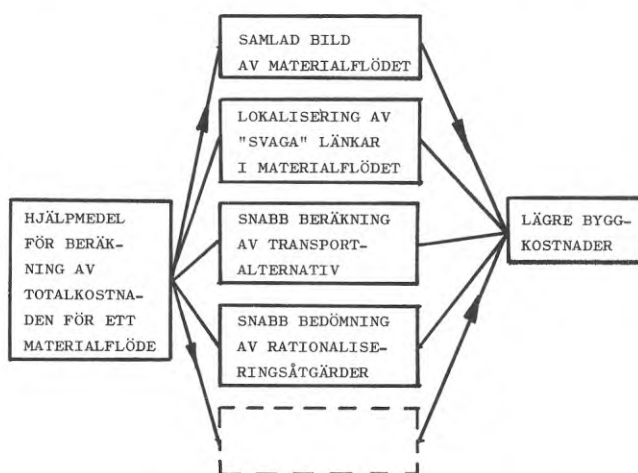 HJÄLPMEDEL
FÖR BERÄK-
NING AV
TOTALKOSTNA-
DEN FÖR ETT
MATERIALFLÖDE
SAMLAD BILD
AV MATERIALFLÖDET
LOKALISERING AV
"SVAGA" LÄNKAR
I MATERIALFLÖDET
SNABB BERÄKNING
AV TRANSPORT-
ALTERNATIV
SNABB BEDÖMNING
AV RATIONALISE-
RINGSÅTGÄRDER
LÄGRE BYGG-
KOSTNADER